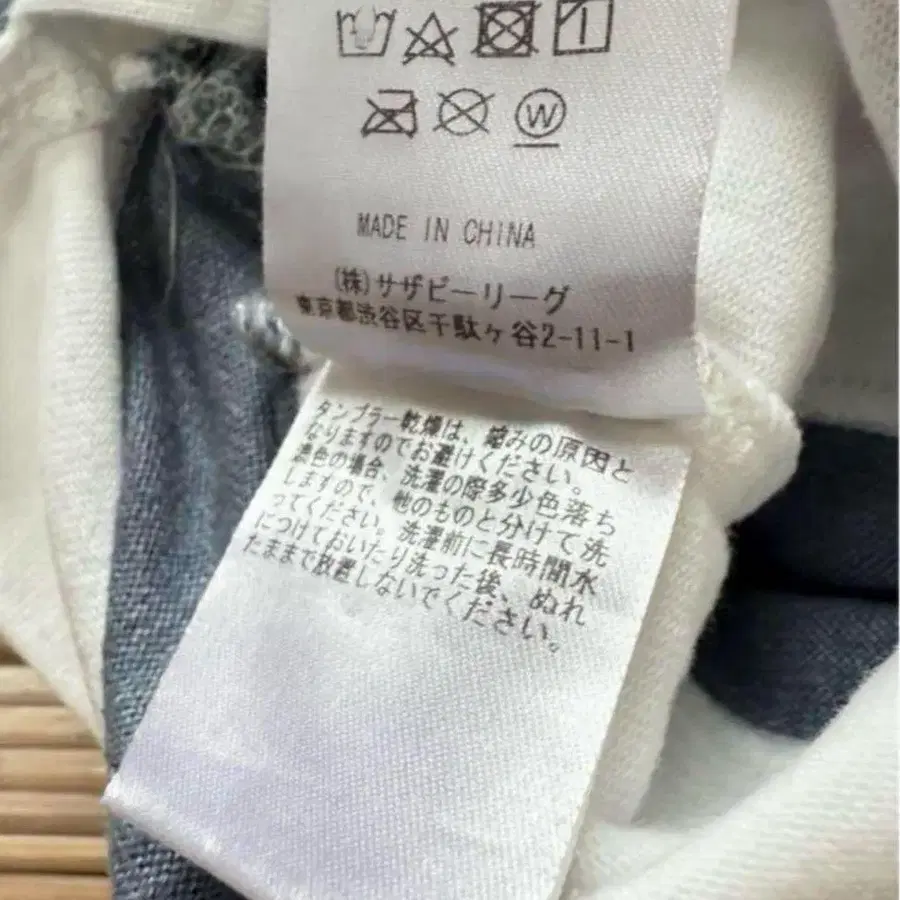 W
MADE IN CHINA
(株)サザビーリーグ
東京都渋谷区千駄ヶ谷2-11-1
タンブラー乾燥は、縮みの原因と
なりますのでお避けください。
濃色の場合、洗濯の際多少色落ち
しますので、他のものと分けて洗
ってください。洗濯前に長時間水
につけておいたり洗った後、ぬれ
たままで放置しないでください。